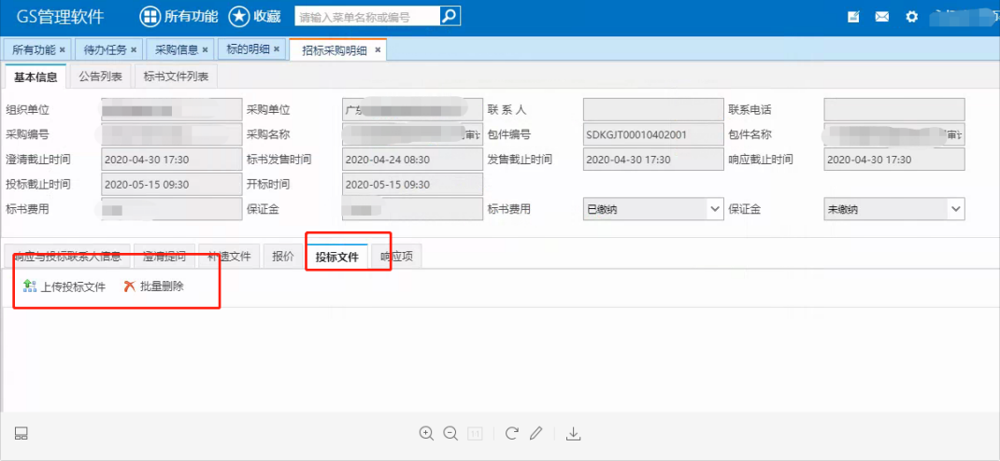 GS管理软件 所有功能 收藏 请输入菜单名称或编号
所有功能 × 待办任务 × 采购信息 × 标的明细 × 招标采购明细 ×
基本信息 公告列表 标书文件列表
组织单位 采购单位 广东 联系人 联系电话
采购编号 采购名称 审计 包件编号 SDKGJT00010402001 包件名称 审计
澄清截止时间 2020-04-30 17:30 标书发售时间 2020-04-24 08:30 发售截止时间 2020-04-30 17:30 响应截止时间 2020-04-30 17:30
投标截止时间 2020-05-15 09:30 开标时间 2020-05-15 09:30
标书费用 保证金 标书费用 已缴纳 保证金 未缴纳
响应与投标联系人信息 澄清提问 补遗文件 报价 投标文件 响应项
上传投标文件 批量删除
1:1